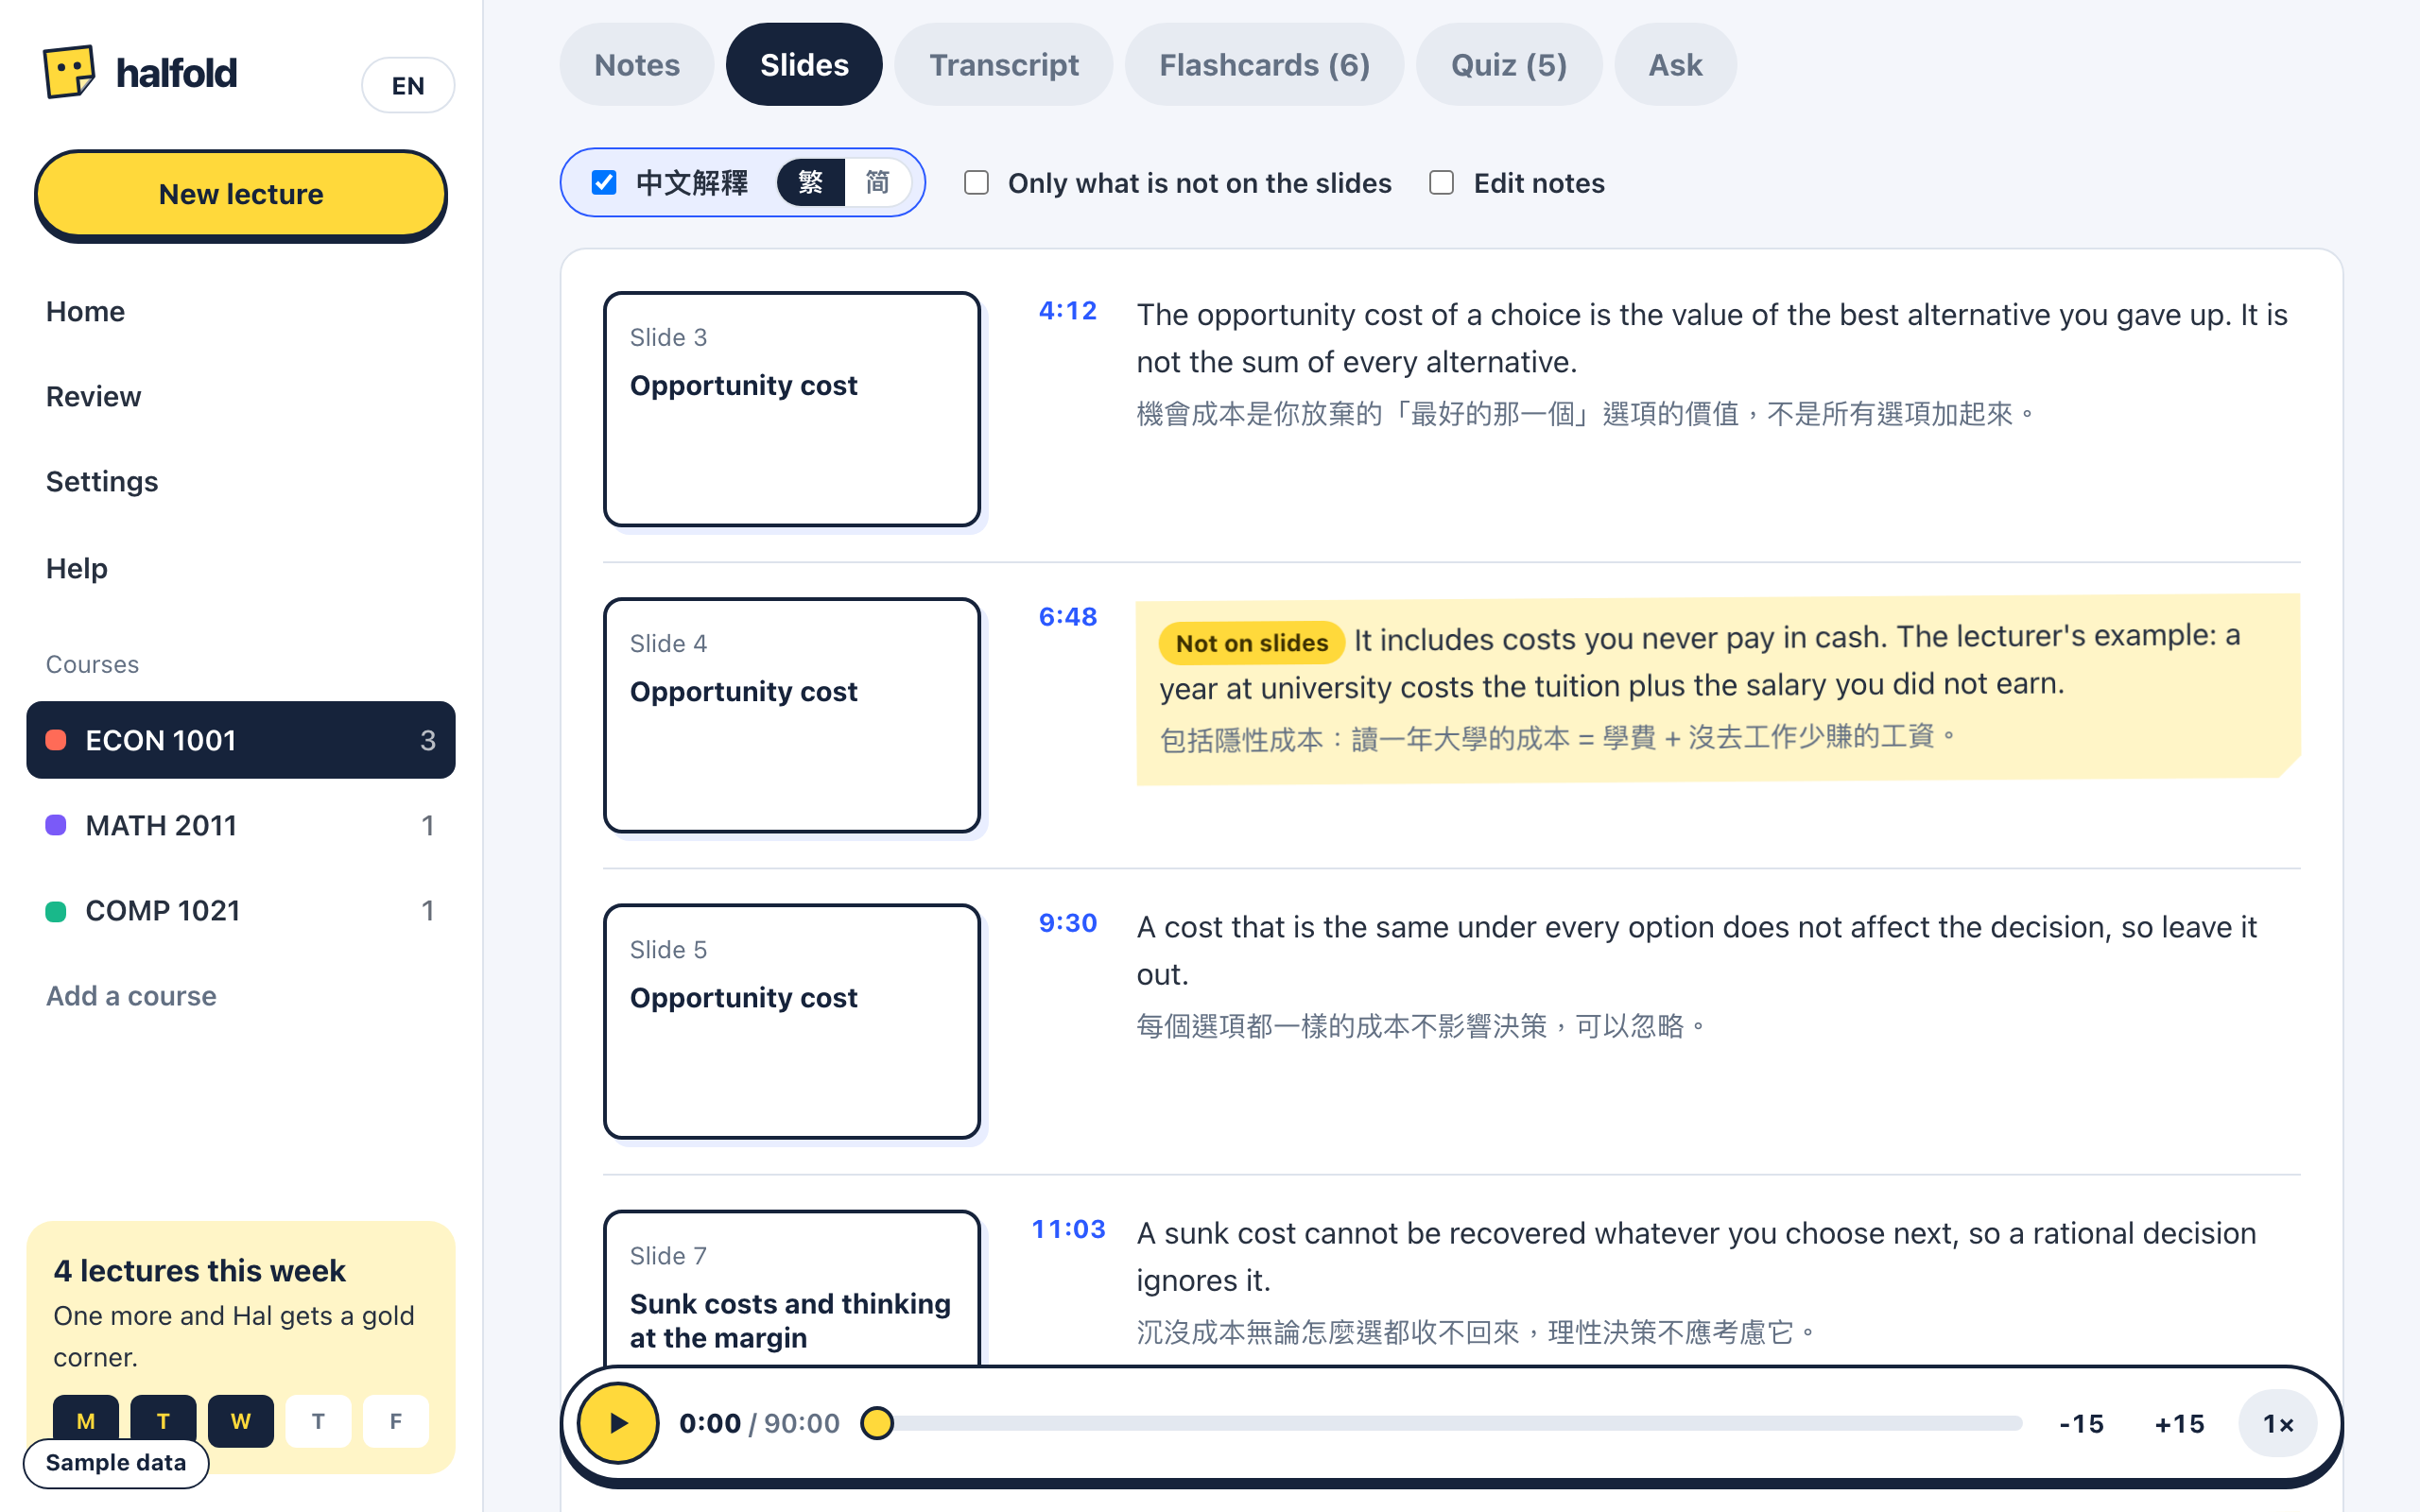 halfold
EN
New lecture
Home
Review
Settings
Help
Courses
ECON 1001 3
MATH 2011 1
COMP 1021 1
Add a course
4 lectures this week
One more and Hal gets a gold
corner.
M T W T F
Sample data
Notes Slides Transcript Flashcards (6) Quiz (5) Ask
中文解釋 繁 简 Only what is not on the slides Edit notes
Slide 3
Opportunity cost
4:12
The opportunity cost of a choice is the value of the best alternative you gave up. It is
not the sum of every alternative.
機會成本是你放棄的「最好的那一個」選項的價值，不是所有選項加起來。
Slide 4
Opportunity cost
6:48
Not on slides It includes costs you never pay in cash. The lecturer's example: a
year at university costs the tuition plus the salary you did not earn.
包括隱性成本：讀一年大學的成本 = 學費 + 沒去工作少賺的工資。
Slide 5
Opportunity cost
9:30
A cost that is the same under every option does not affect the decision, so leave it
out.
每個選項都一樣的成本不影響決策，可以忽略。
Slide 7
Sunk costs and thinking
at the margin
11:03
A sunk cost cannot be recovered whatever you choose next, so a rational decision
ignores it.
沉沒成本無論怎麼選都收不回來，理性決策不應考慮它。
0:00 / 90:00 -15 +15 1×